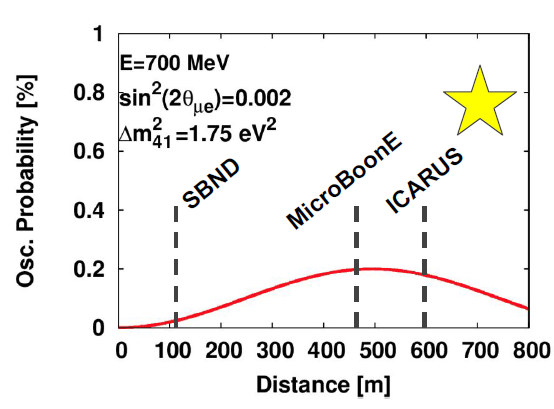 E=700 MeV
sin²(2θμe)=0.002
Δm²41=1.75 eV²
Osc. Probability [%]
1
0.8
0.6
0.4
0.2
0
SBND
MicroBoonE
ICARUS
0 100 200 300 400 500 600 700 800
Distance [m]